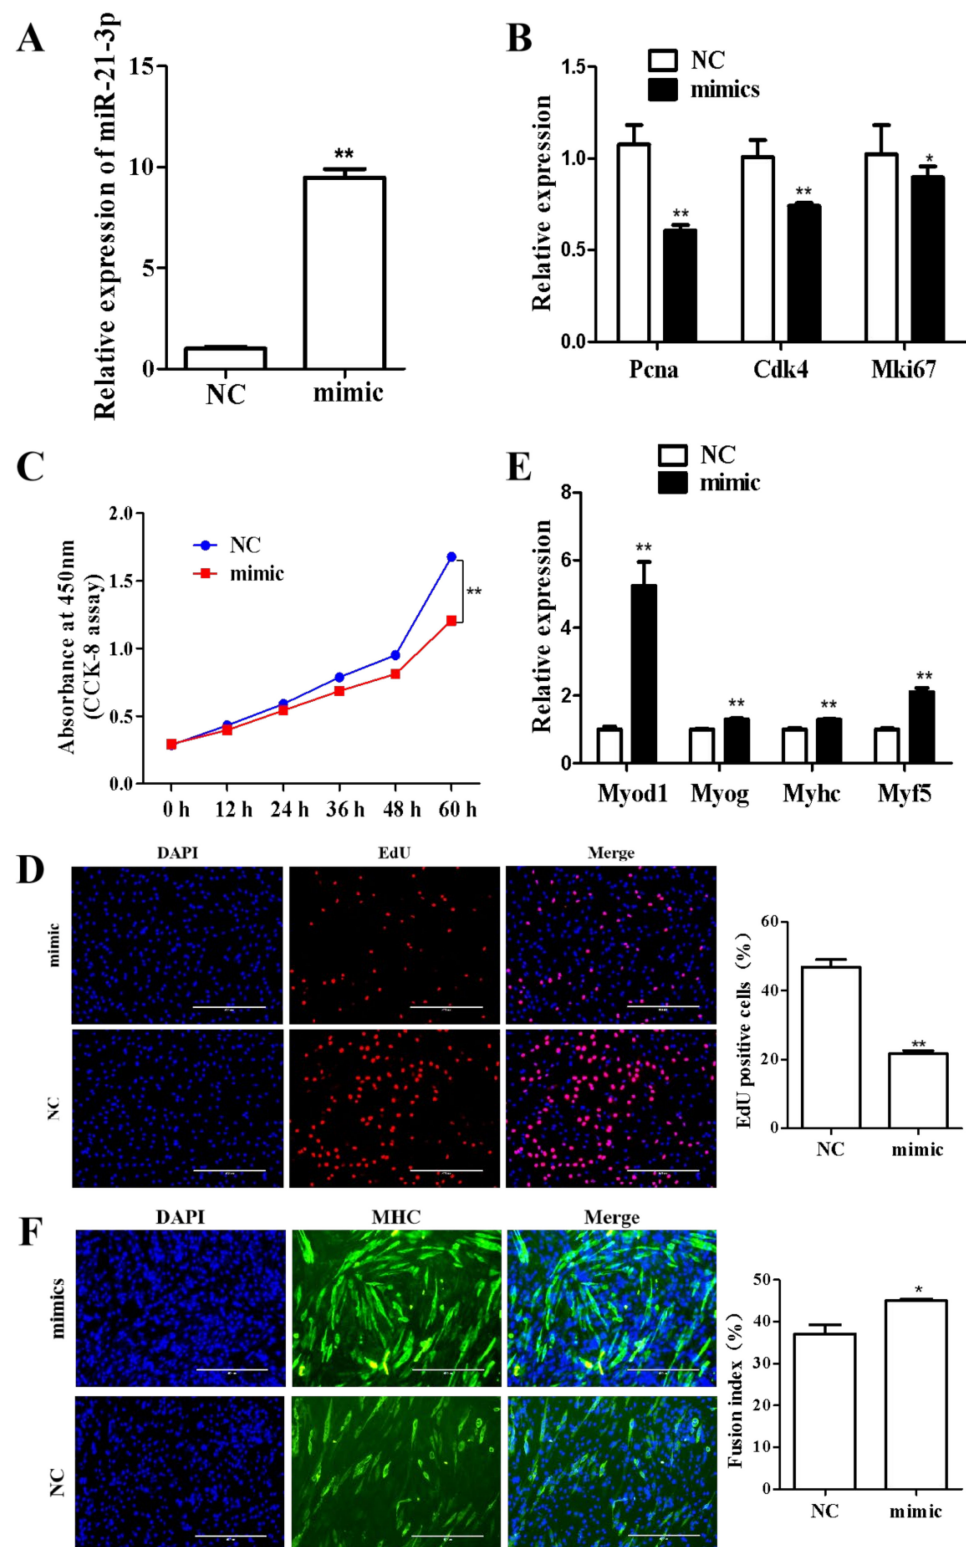 A
Relative expression of miR-21-3p
15
10
5
0
**
NC
mimic
B
NC
mimics
Relative expression
1.5
1.0
0.5
0.0
**
**
*
Pcna
Cdk4
Mki67
C
Absorbance at 450nm
(CCK-8 assay)
2.0
1.5
1.0
0.5
0.0
NC
mimic
**
0 h
12 h
24 h
36 h
48 h
60 h
E
NC
mimic
Relative expression
8
6
4
2
0
**
**
**
**
Myod1
Myog
Myhc
Myf5
D
DAPI
EdU
Merge
mimic
NC
EdU positive cells (%)
60
40
20
0
**
NC
mimic
F
DAPI
MHC
Merge
mimics
NC
Fusion index (%)
50
40
30
20
10
0
*
NC
mimic